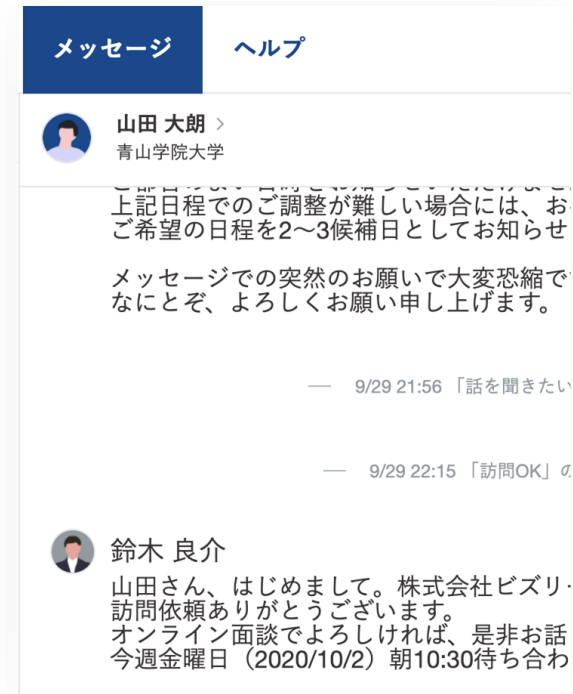 メッセージ ヘルプ
山田 大朗 >
青山学院大学
上記日程でのご調整が難しい場合には、お
ご希望の日程を2〜3候補日としてお知らせ
メッセージでの突然のお願いで大変恐縮で
なにとぞ、よろしくお願い申し上げます。
— 9/29 21:56 「話を聞きたい
— 9/29 22:15 「訪問OK」の
鈴木 良介
山田さん、はじめまして。株式会社ビズリー
訪問依頼ありがとうございます。
オンライン面談でよろしければ、是非お話
今週金曜日（2020/10/2）朝10:30待ち合わ